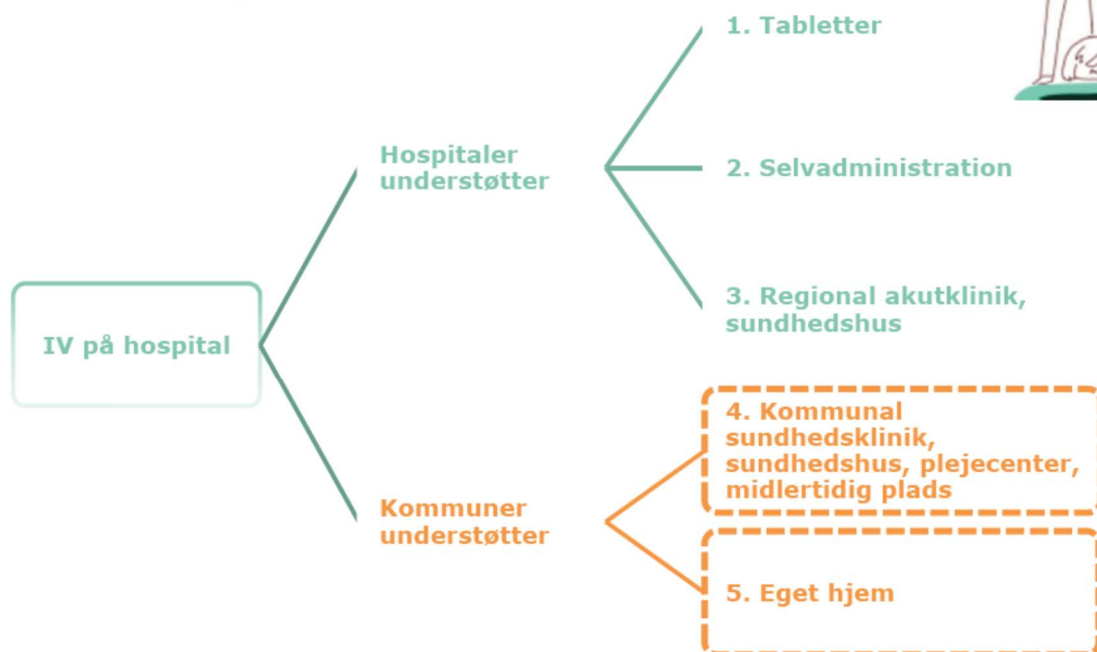 IV på hospital
Hospitaler
understøtter
1. Tabletter
2. Selvadministration
3. Regional akutklinik,
sundhedshus
Kommuner
understøtter
4. Kommunal
sundhedsklinik,
sundhedshus, plejecenter,
midlertidig plads
5. Eget hjem